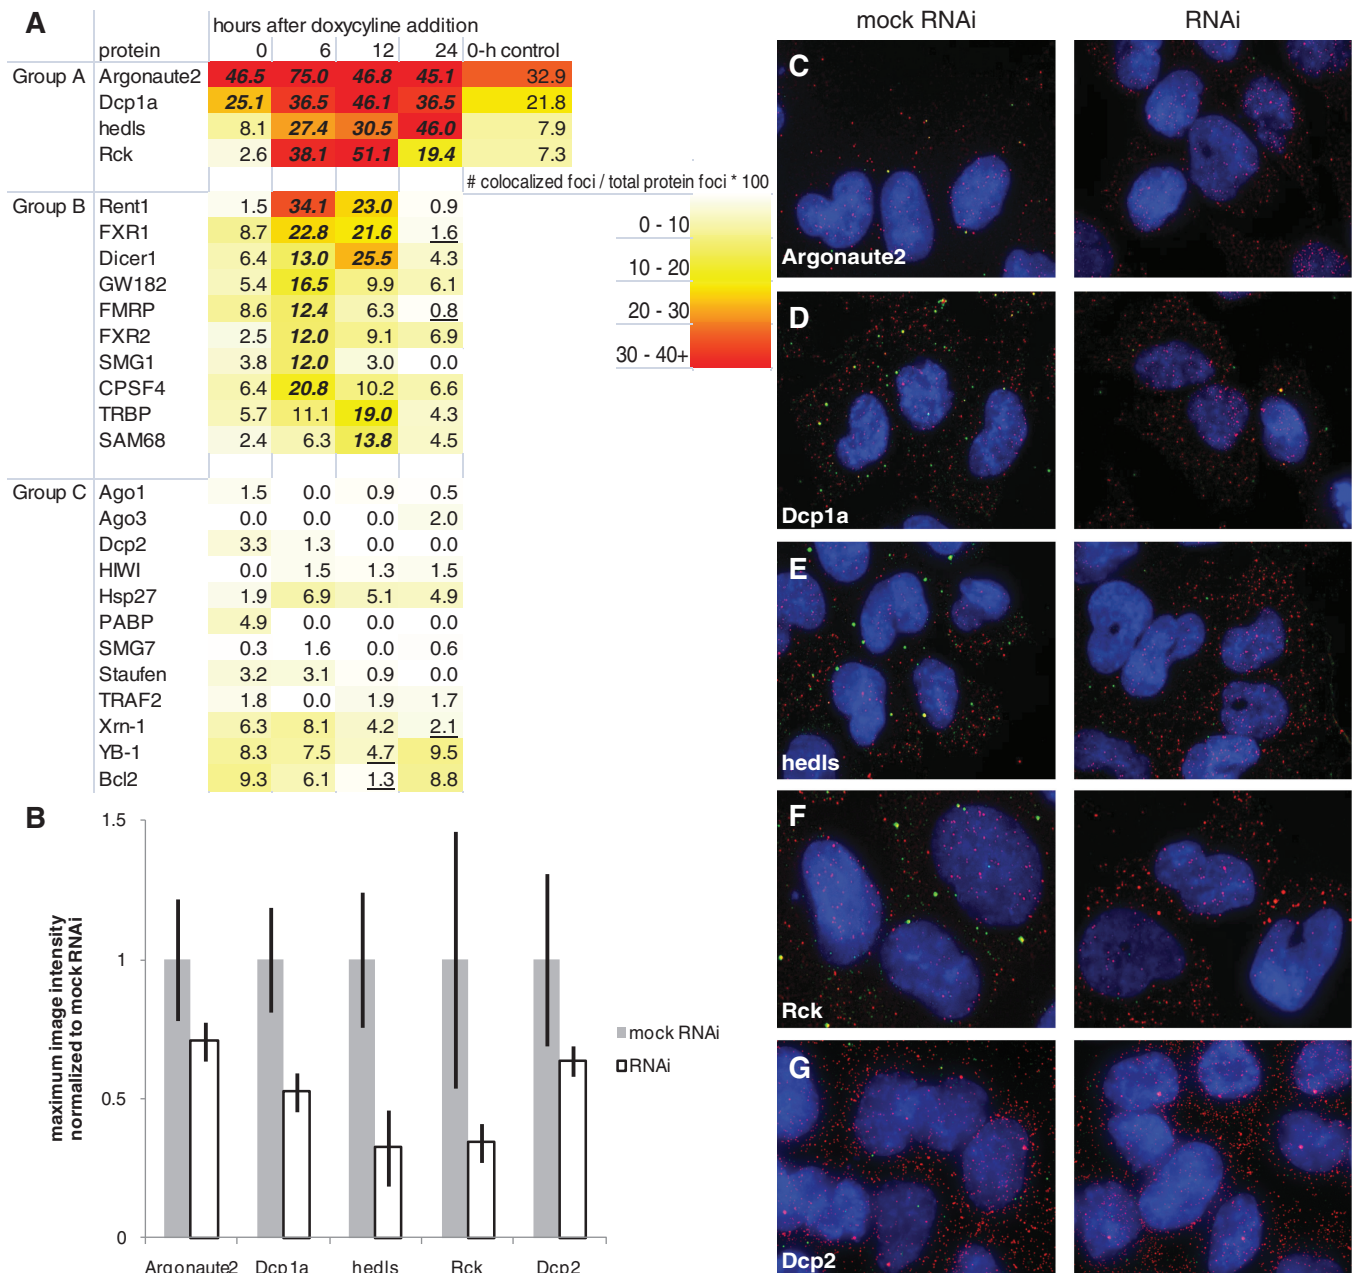 A
hours after doxycyline addition
protein 0 6 12 24 0-h control
Group A Argonaute2 46.5 75.0 46.8 45.1 32.9
Dcp1a 25.1 36.5 46.1 36.5 21.8
hedls 8.1 27.4 30.5 46.0 7.9
Rck 2.6 38.1 51.1 19.4 7.3
# colocalized foci / total protein foci * 100
0 - 10
10 - 20
20 - 30
30 - 40+
Group B Rent1 1.5 34.1 23.0 0.9
FXR1 8.7 22.8 21.6 1.6
Dicer1 6.4 13.0 25.5 4.3
GW182 5.4 16.5 9.9 6.1
FMRP 8.6 12.4 6.3 0.8
FXR2 2.5 12.0 9.1 6.9
SMG1 3.8 12.0 3.0 0.0
CPSF4 6.4 20.8 10.2 6.6
TRBP 5.7 11.1 19.0 4.3
SAM68 2.4 6.3 13.8 4.5
Group C Ago1 1.5 0.0 0.9 0.5
Ago3 0.0 0.0 0.0 2.0
Dcp2 3.3 1.3 0.0 0.0
HIWI 0.0 1.5 1.3 1.5
Hsp27 1.9 6.9 5.1 4.9
PABP 4.9 0.0 0.0 0.0
SMG7 0.3 1.6 0.0 0.6
Staufen 3.2 3.1 0.9 0.0
TRAF2 1.8 0.0 1.9 1.7
Xrn-1 6.3 8.1 4.2 2.1
YB-1 8.3 7.5 4.7 9.5
Bcl2 9.3 6.1 1.3 8.8
B
maximum image intensity
normalized to mock RNAi
1.5
1
0.5
0
mock RNAi
RNAi
Argonaute2 Dcp1a hedls Rck Dcp2
mock RNAi RNAi
C
Argonaute2
D
Dcp1a
E
hedls
F
Rck
G
Dcp2